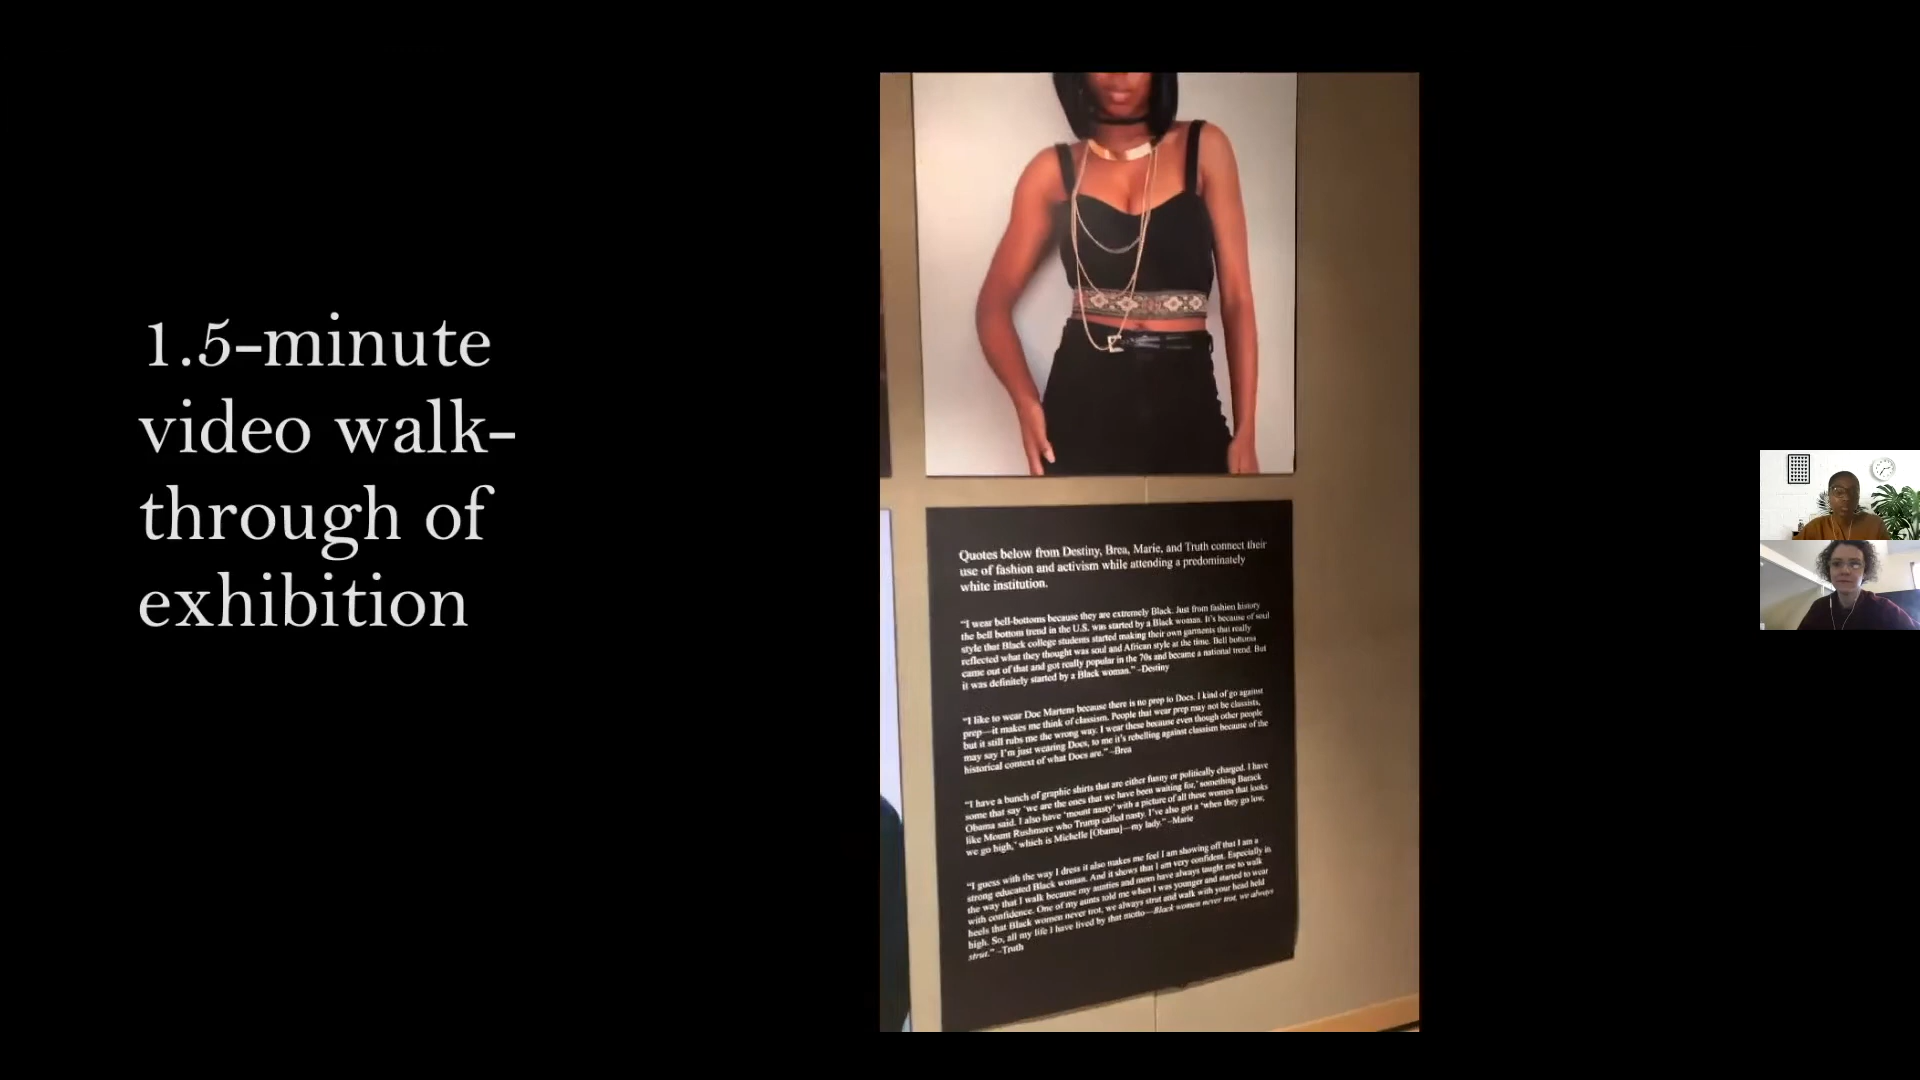 1.5-minute
video walk-
through of
exhibition
Quotes below from Destiny, Brea, Marie, and Truth connect their
use of fashion and activism while attending a predominately
white institution.
"I wear bell-bottoms because they are extremely Black. Just from fashion history
the bell bottom trend in the U.S. was started by a Black woman. It's because of soul
style that Black college students started making their own garments that really
reflected what they thought was soul and African style at the time. Bell bottoms
came out of that and got really popular in the 70s and became a national trend. But
it was definitely started by a Black woman." –Destiny
"I like to wear Doc Martens because there is no prep to Docs. I kind of go against
prep—it makes me think of classism. People that wear prep may not be classists,
but it still rubs me the wrong way. I wear these because even though other people
may say I'm just wearing Docs, to me it's rebelling against classism because of the
historical context of what Docs are." –Brea
"I have a bunch of graphic shirts that are either funny or politically charged. I have
some that say 'we are the ones that we have been waiting for,' something Barack
Obama said. I also have 'mount nasty' with a picture of all these women that looks
like Mount Rushmore who Trump called nasty. I've also got a 'when they go low,
we go high,' which is Michelle [Obama]—my lady." –Marie
"I guess with the way I dress it also makes me feel I am showing off that I am a
strong educated Black woman. And it shows that I am very confident. Especially in
the way that I walk because my aunties and mom have always taught me to walk
with confidence. One of my aunts told me when I was younger and started to wear
heels that Black women never trot, we always strut and walk with your head held
high. So, all my life I have lived by that motto—Black women never trot, we always
strut." –Truth